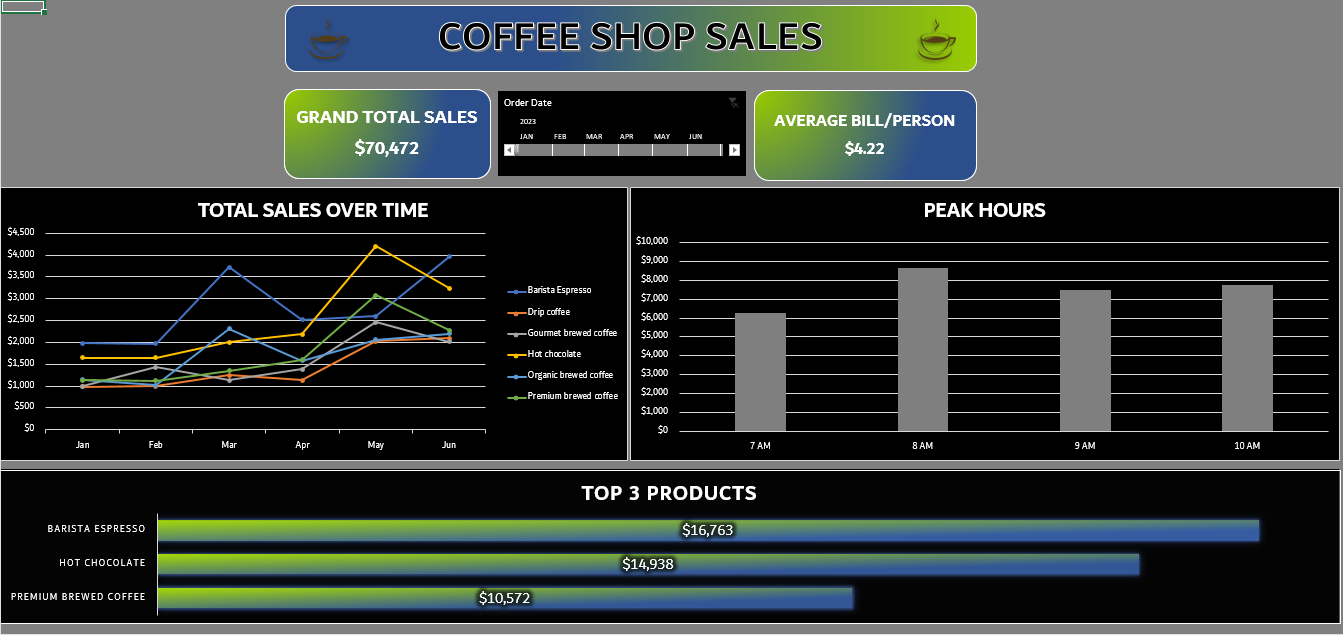 COFFEE SHOP SALES
GRAND TOTAL SALES
$70,472
Order Date
2023
JAN FEB MAR APR MAY JUN
AVERAGE BILL/PERSON
$4.22
TOTAL SALES OVER TIME
$4,500
$4,000
$3,500
$3,000
$2,500
$2,000
$1,500
$1,000
$500
$0
Jan Feb Mar Apr May Jun
Barista Espresso
Drip coffee
Gourmet brewed coffee
Hot chocolate
Organic brewed coffee
Premium brewed coffee
PEAK HOURS
$10,000
$9,000
$8,000
$7,000
$6,000
$5,000
$4,000
$3,000
$2,000
$1,000
$0
7 AM 8 AM 9 AM 10 AM
TOP 3 PRODUCTS
BARISTA ESPRESSO $16,763
HOT CHOCOLATE $14,938
PREMIUM BREWED COFFEE $10,572